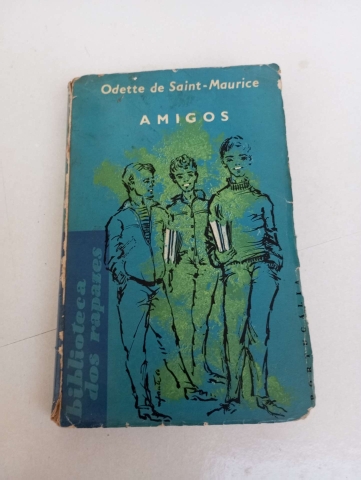 Odette de Saint-Maurice
AMIGOS
biblioteca
dos rapazes